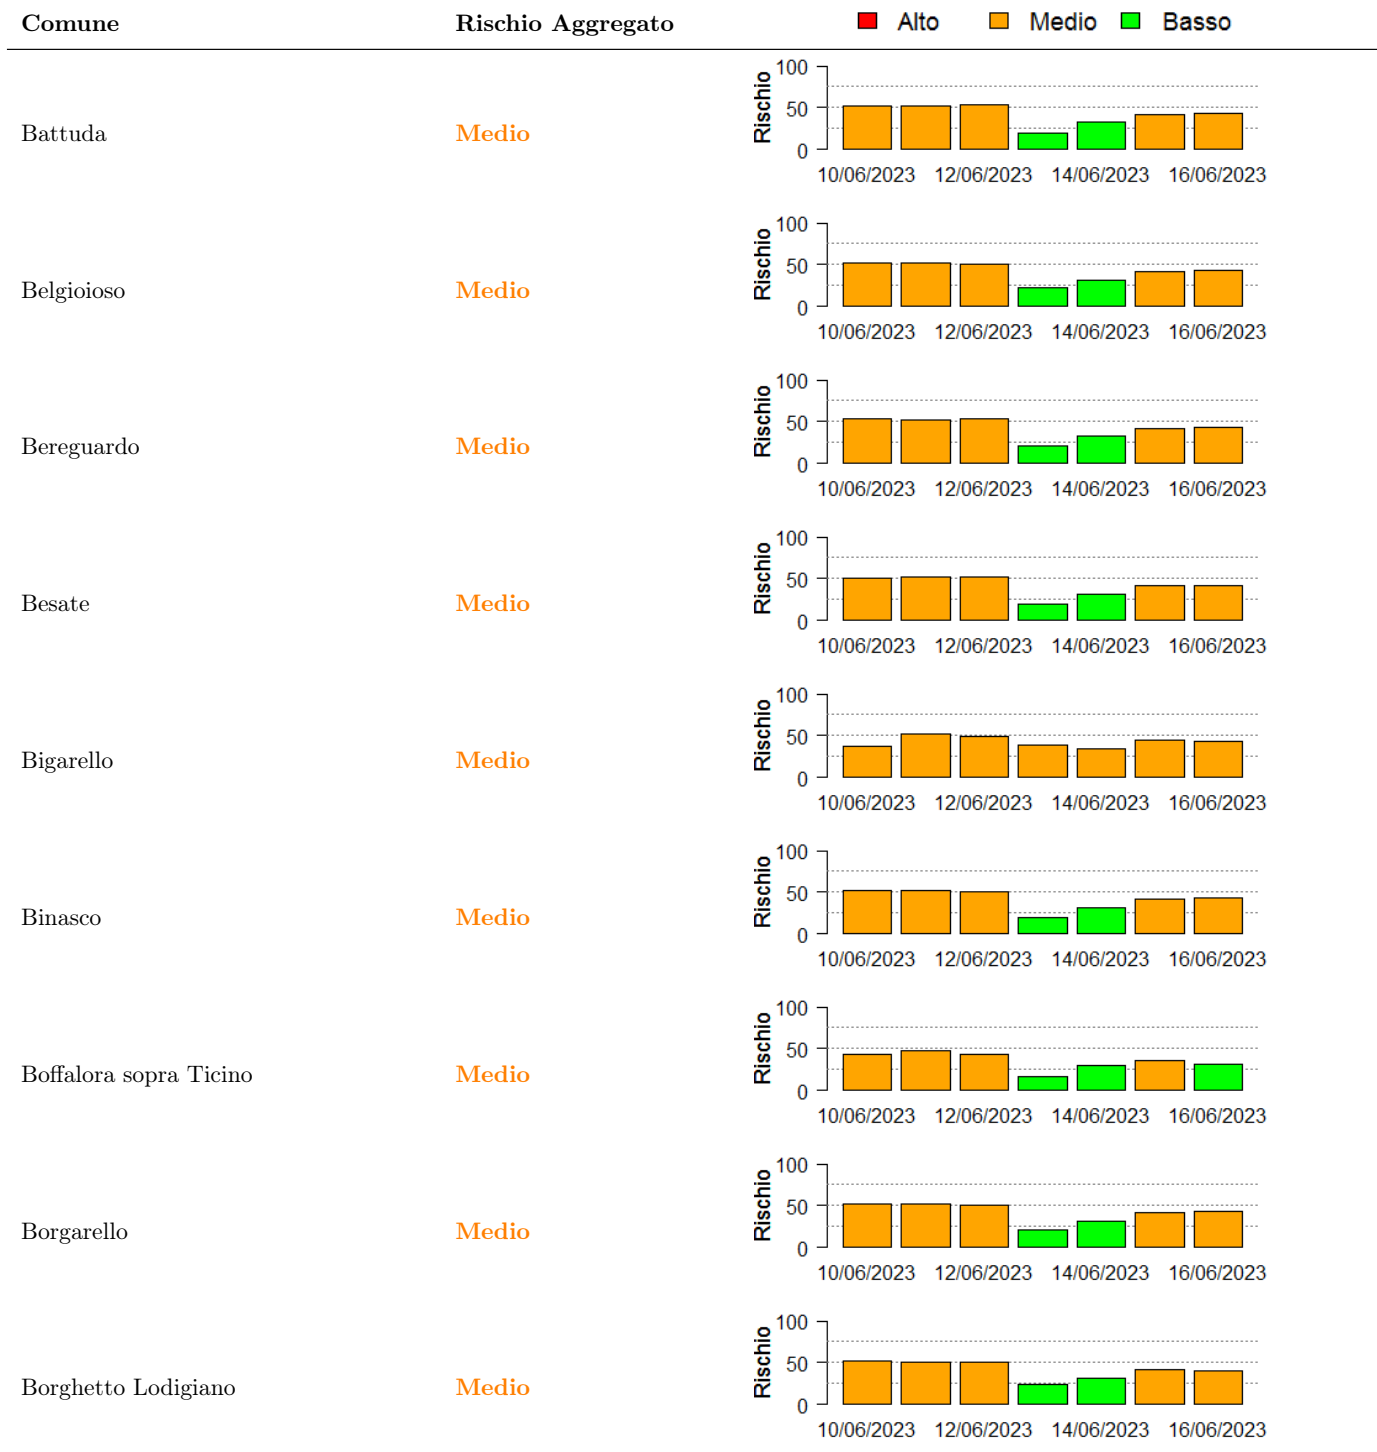 Comune Rischio Aggregato Alto Medio Basso
100
50
0
Rischio
Battuda Medio
10/06/2023 12/06/2023 14/06/2023 16/06/2023
100
50
0
Rischio
Belgioioso Medio
10/06/2023 12/06/2023 14/06/2023 16/06/2023
100
50
0
Rischio
Bereguardo Medio
10/06/2023 12/06/2023 14/06/2023 16/06/2023
100
50
0
Rischio
Besate Medio
10/06/2023 12/06/2023 14/06/2023 16/06/2023
100
50
0
Rischio
Bigarello Medio
10/06/2023 12/06/2023 14/06/2023 16/06/2023
100
50
0
Rischio
Binasco Medio
10/06/2023 12/06/2023 14/06/2023 16/06/2023
100
50
0
Rischio
Boffalora sopra Ticino Medio
10/06/2023 12/06/2023 14/06/2023 16/06/2023
100
50
0
Rischio
Borgarello Medio
10/06/2023 12/06/2023 14/06/2023 16/06/2023
100
50
0
Rischio
Borghetto Lodigiano Medio
10/06/2023 12/06/2023 14/06/2023 16/06/2023